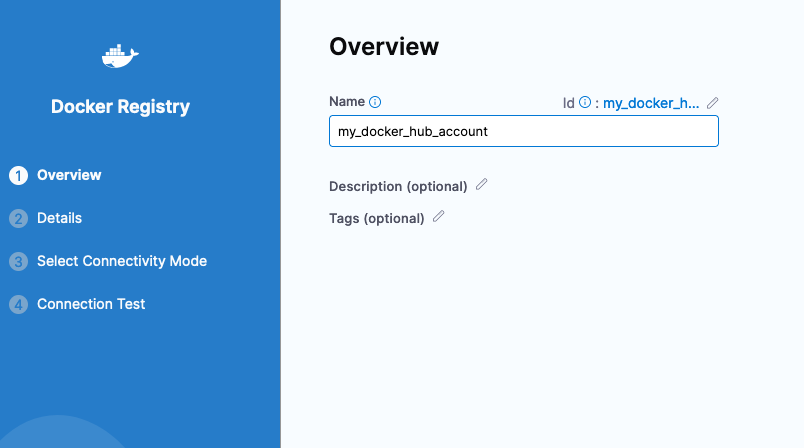 Docker Registry
1 Overview
2 Details
3 Select Connectivity Mode
4 Connection Test
Overview
Name Id : my_docker_h...
my_docker_hub_account
Description (optional)
Tags (optional)